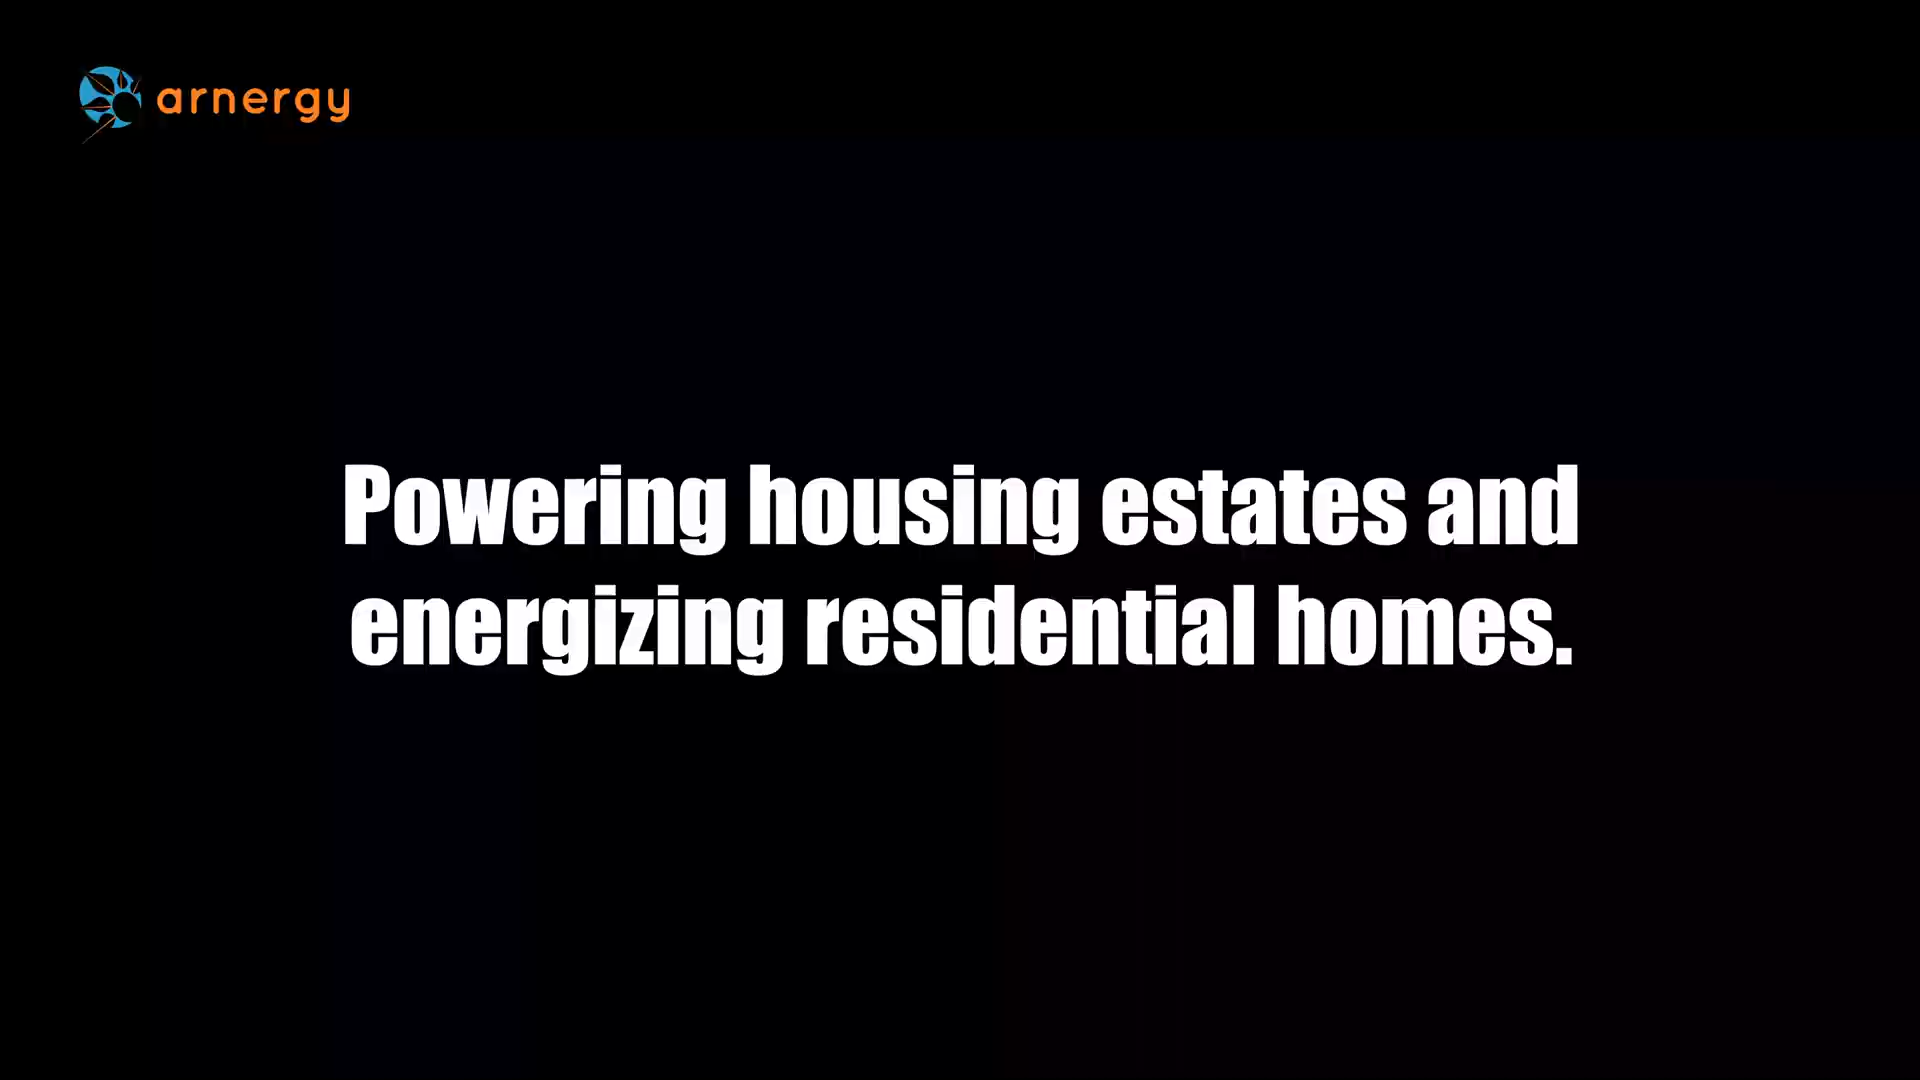 arnergy
Powering housing estates and
energizing residential homes.